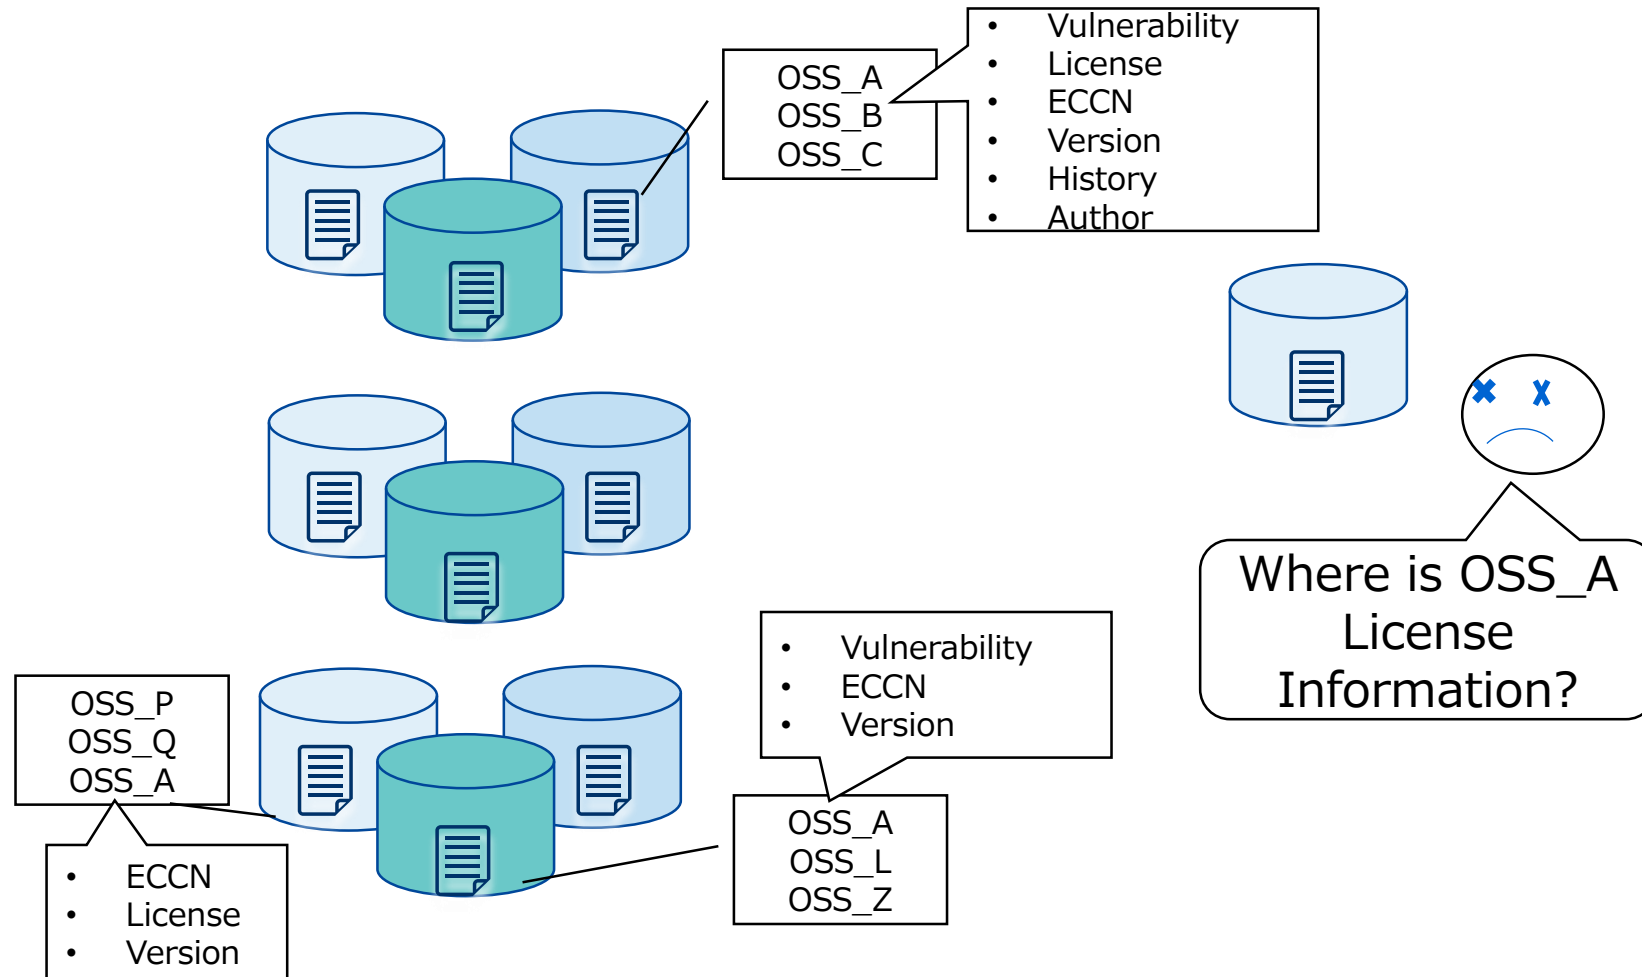 OSS_A
OSS_B
OSS_C
• Vulnerability
• License
• ECCN
• Version
• History
• Author
Where is OSS_A
License
Information?
• Vulnerability
• ECCN
• Version
OSS_P
OSS_Q
OSS_A
OSS_A
OSS_L
OSS_Z
• ECCN
• License
• Version